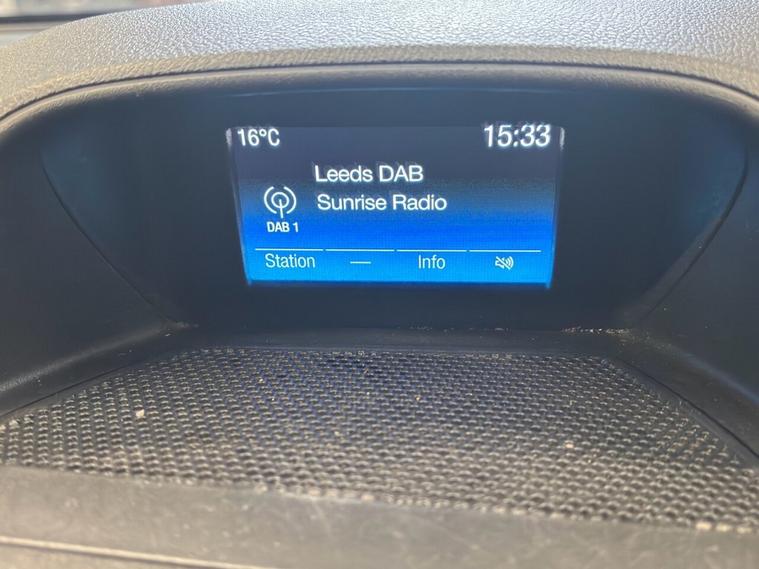 16°C 15:33
Leeds DAB
Sunrise Radio
DAB 1
Station — Info